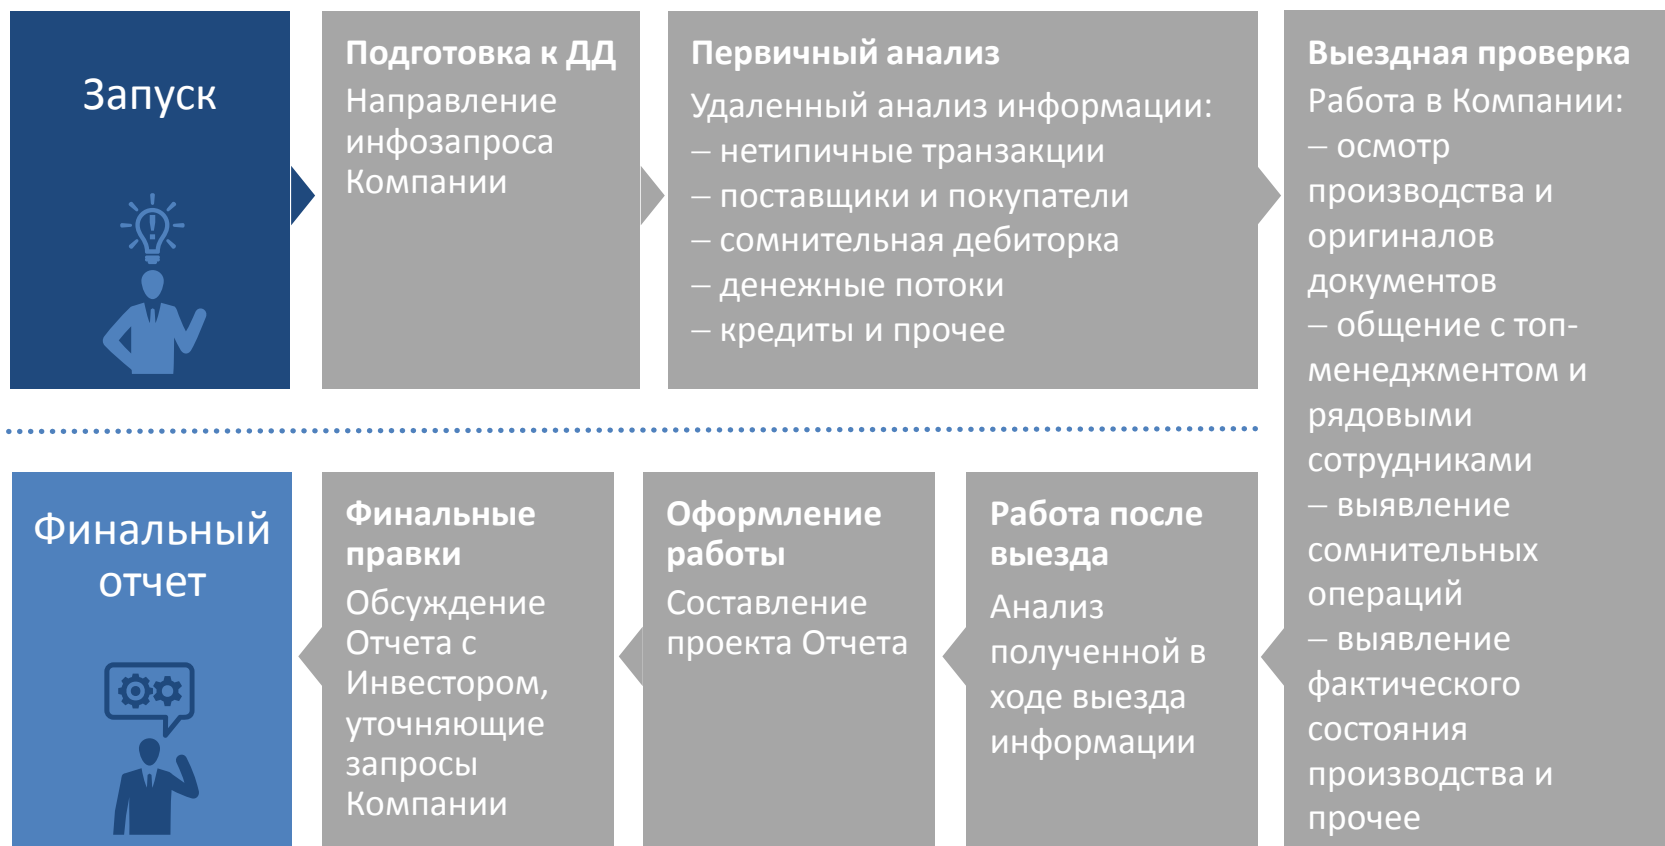 Запуск
Подготовка к ДД
Направление
инфозапроса
Компании
Первичный анализ
Удаленный анализ информации:
– нетипичные транзакции
– поставщики и покупатели
– сомнительная дебиторка
– денежные потоки
– кредиты и прочее
Выездная проверка
Работа в Компании:
– осмотр
производства и
оригиналов
документов
– общение с топ-
менеджментом и
рядовыми
сотрудниками
– выявление
сомнительных
операций
– выявление
фактического
состояния
производства и
прочее
Работа после
выезда
Анализ
полученной в
ходе выезда
информации
Оформление
работы
Составление
проекта Отчета
Финальные
правки
Обсуждение
Отчета с
Инвестором,
уточняющие
запросы
Компании
Финальный
отчет